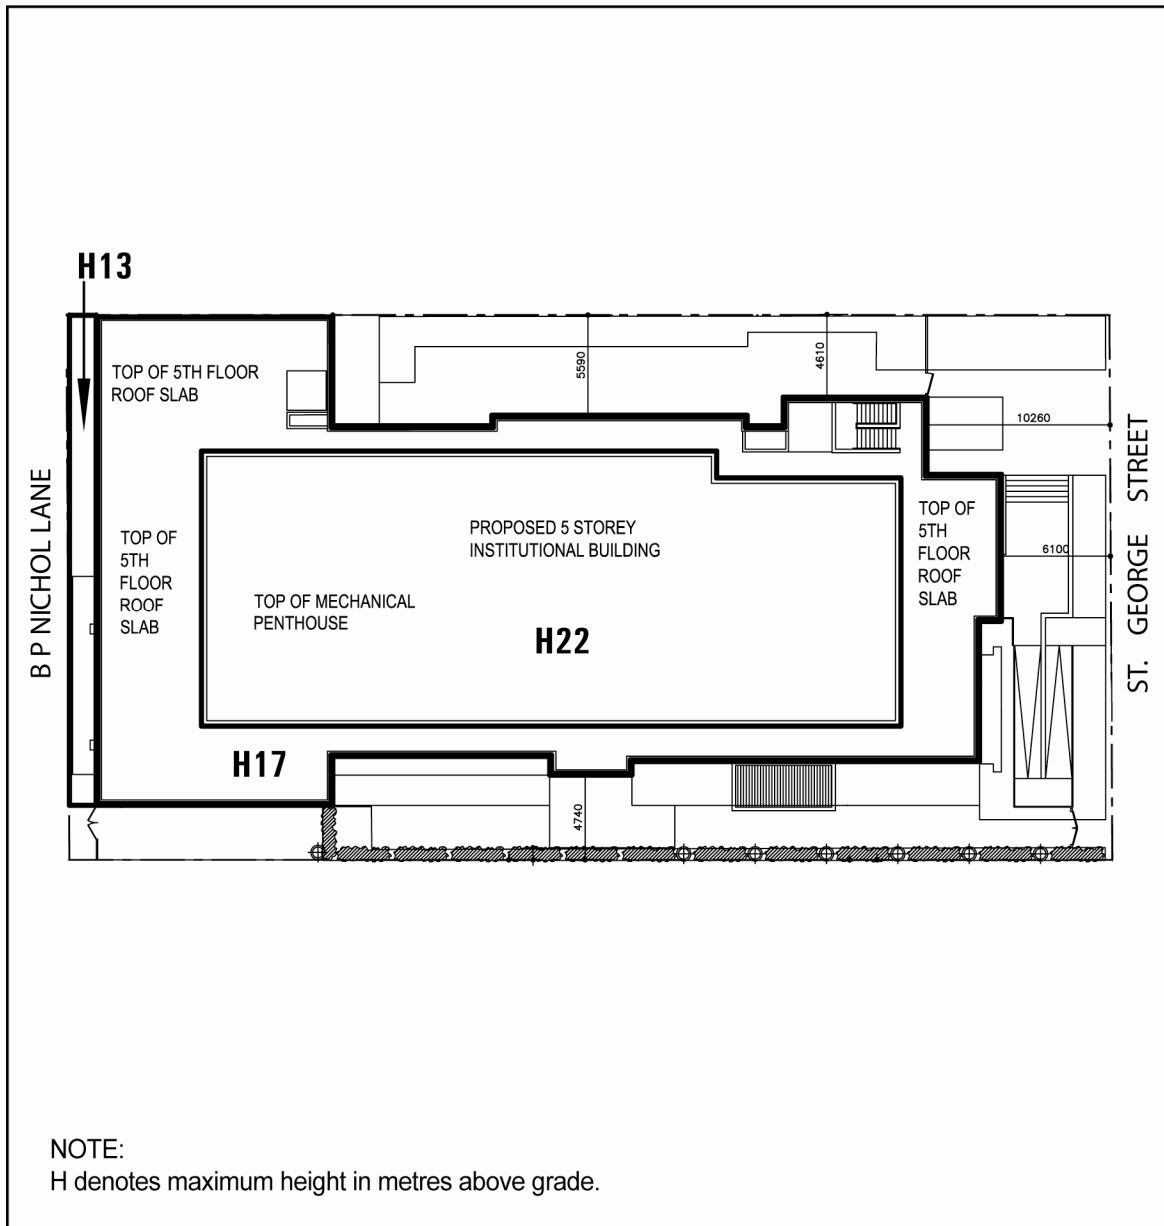 H13
TOP OF 5TH FLOOR
ROOF SLAB
5590
4610
10260
B P NICHOL LANE
TOP OF
5TH
FLOOR
ROOF
SLAB
PROPOSED 5 STOREY
INSTITUTIONAL BUILDING
TOP OF MECHANICAL
PENTHOUSE
H22
TOP OF
5TH
FLOOR
ROOF
SLAB
6100
ST. GEORGE STREET
H17
4740
NOTE:
H denotes maximum height in metres above grade.